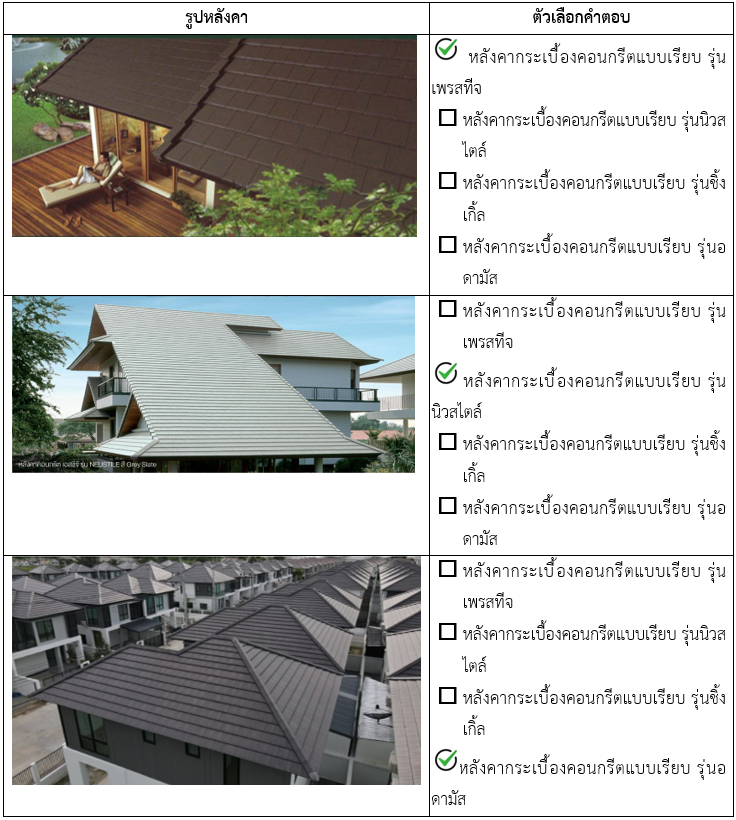 รูปหลังคา
ตัวเลือกคำตอบ
หลังคากระเบื้องคอนกรีตแบบเรียบ รุ่น
เพรสทีจ
หลังคากระเบื้องคอนกรีตแบบเรียบ รุ่นนิวส
ไตล์
หลังคากระเบื้องคอนกรีตแบบเรียบ รุ่นชิ้ง
เกิ้ล
หลังคากระเบื้องคอนกรีตแบบเรียบ รุ่นอ
ดามัส
หลังคาคอนกรีต เอสซีจี รุ่น NEUSTILE สี Grey Slate
หลังคากระเบื้องคอนกรีตแบบเรียบ รุ่น
เพรสทีจ
หลังคากระเบื้องคอนกรีตแบบเรียบ รุ่น
นิวสไตล์
หลังคากระเบื้องคอนกรีตแบบเรียบ รุ่นชิ้ง
เกิ้ล
หลังคากระเบื้องคอนกรีตแบบเรียบ รุ่นอ
ดามัส
หลังคากระเบื้องคอนกรีตแบบเรียบ รุ่น
เพรสทีจ
หลังคากระเบื้องคอนกรีตแบบเรียบ รุ่นนิวส
ไตล์
หลังคากระเบื้องคอนกรีตแบบเรียบ รุ่นชิ้ง
เกิ้ล
หลังคากระเบื้องคอนกรีตแบบเรียบ รุ่นอ
ดามัส